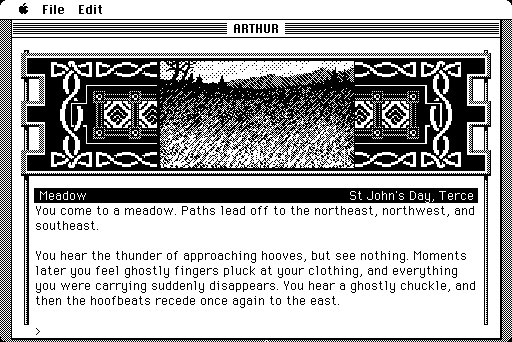 File Edit
ARTHUR
Meadow St John's Day, Terce
You come to a meadow. Paths lead off to the northeast, northwest, and
southeast.
You hear the thunder of approaching hooves, but see nothing. Moments
later you feel ghostly fingers pluck at your clothing, and everything
you were carrying suddenly disappears. You hear a ghostly chuckle, and
then the hoofbeats recede once again to the east.
>